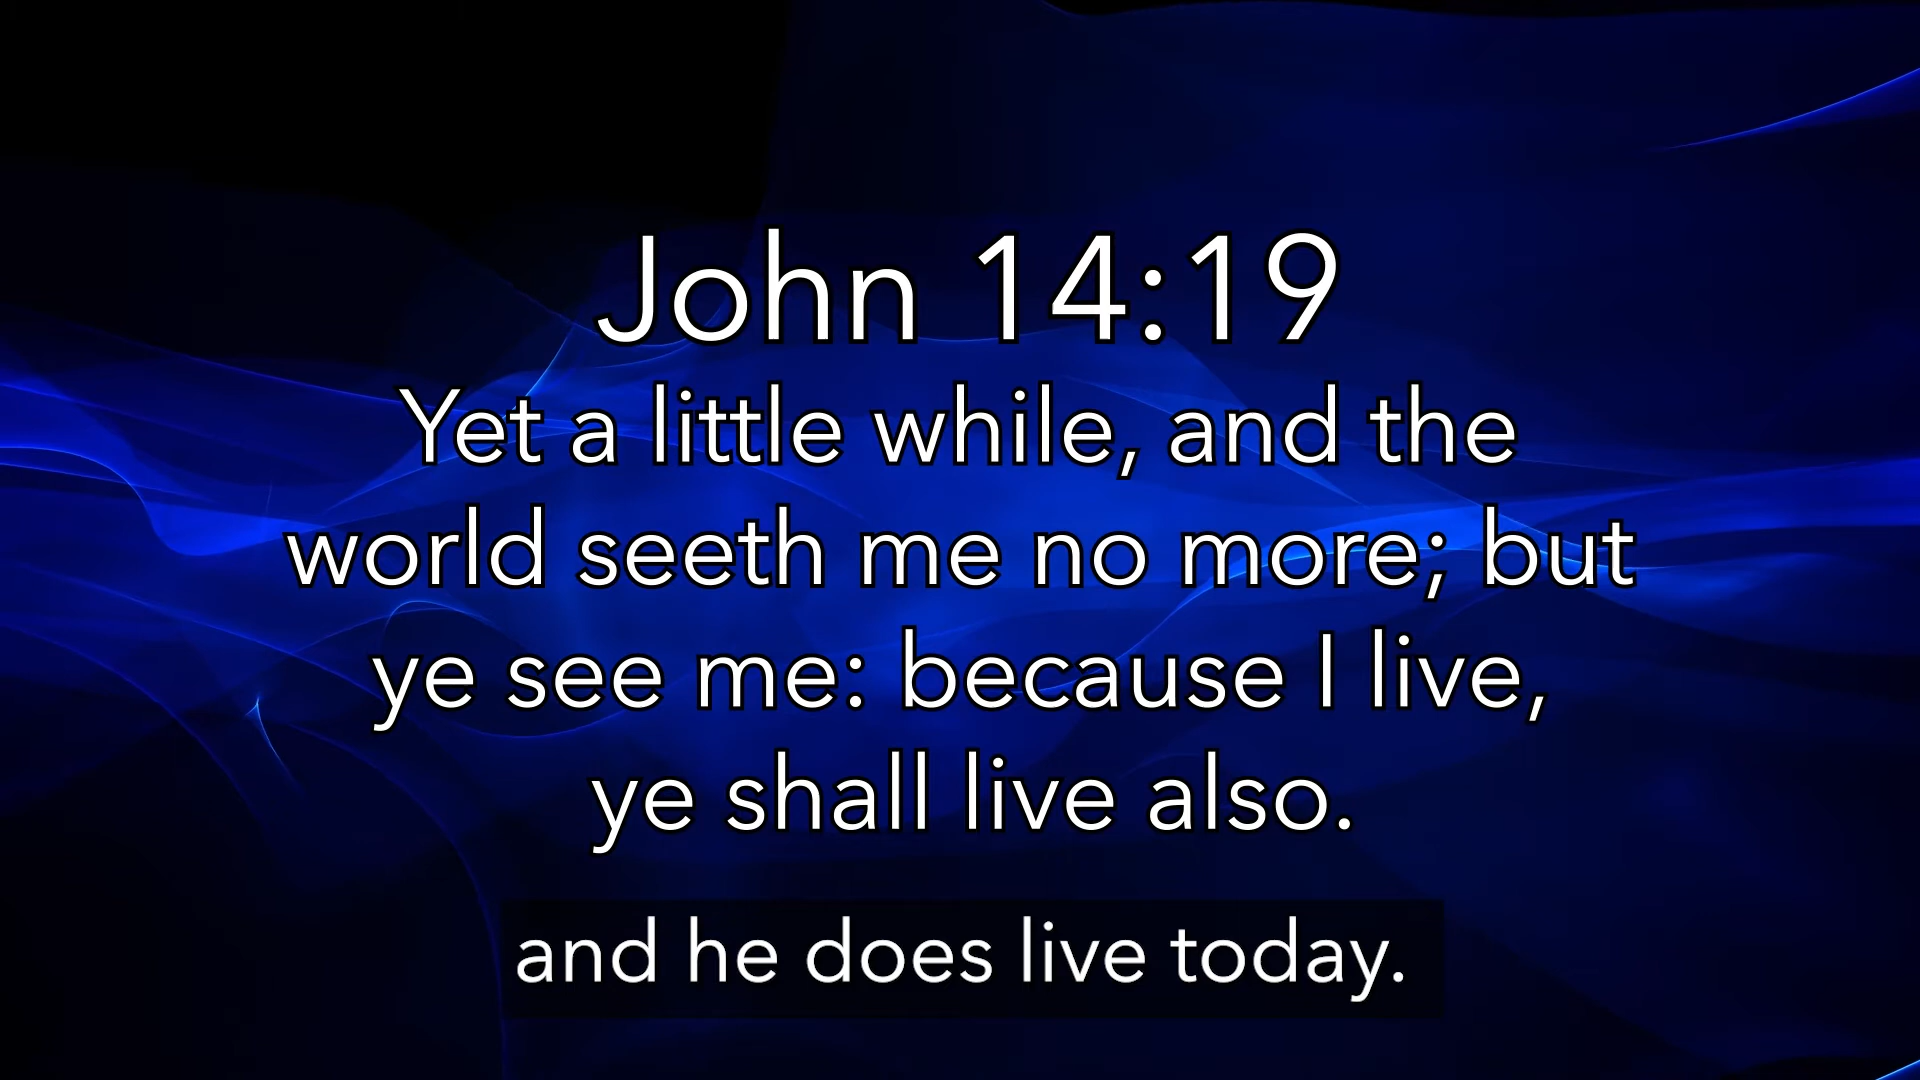 John 14:19
Yet a little while, and the
world seeth me no more; but
ye see me: because I live,
ye shall live also.
and he does live today.